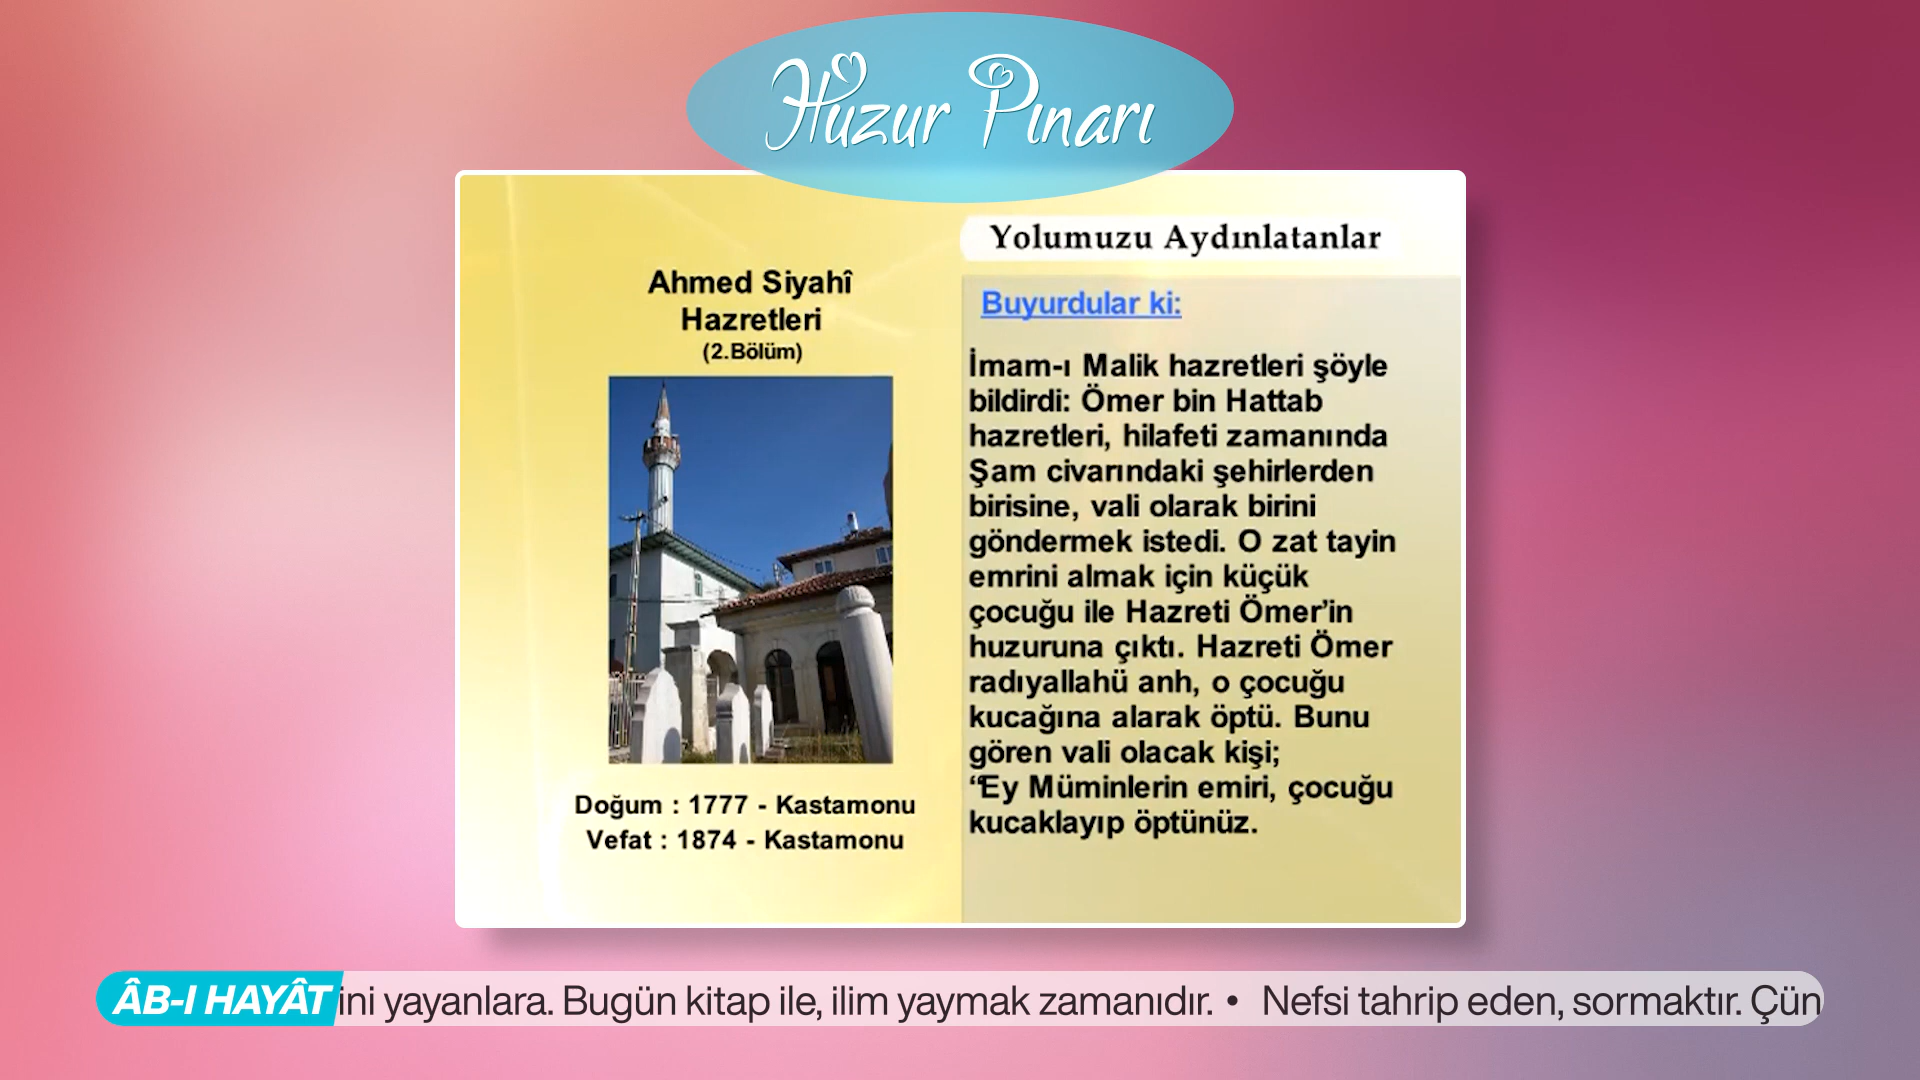 Huzur Pınarı
Yolumuzu Aydınlatanlar
Ahmed Siyahî
Hazretleri
(2.Bölüm)
Doğum : 1777 - Kastamonu
Vefat : 1874 - Kastamonu
Buyurdular ki:
İmam-ı Malik hazretleri şöyle
bildirdi: Ömer bin Hattab
hazretleri, hilafeti zamanında
Şam civarındaki şehirlerden
birisine, vali olarak birini
göndermek istedi. O zat tayin
emrini almak için küçük
çocuğu ile Hazreti Ömer’in
huzuruna çıktı. Hazreti Ömer
radıyallahü anh, o çocuğu
kucağına alarak öptü. Bunu
gören vali olacak kişi;
“Ey Müminlerin emiri, çocuğu
kucaklayıp öptünüz.
ÂB-I HAYÂT ini yayanlara. Bugün kitap ile, ilim yaymak zamanıdır. • Nefsi tahrip eden, sormaktır. Çün